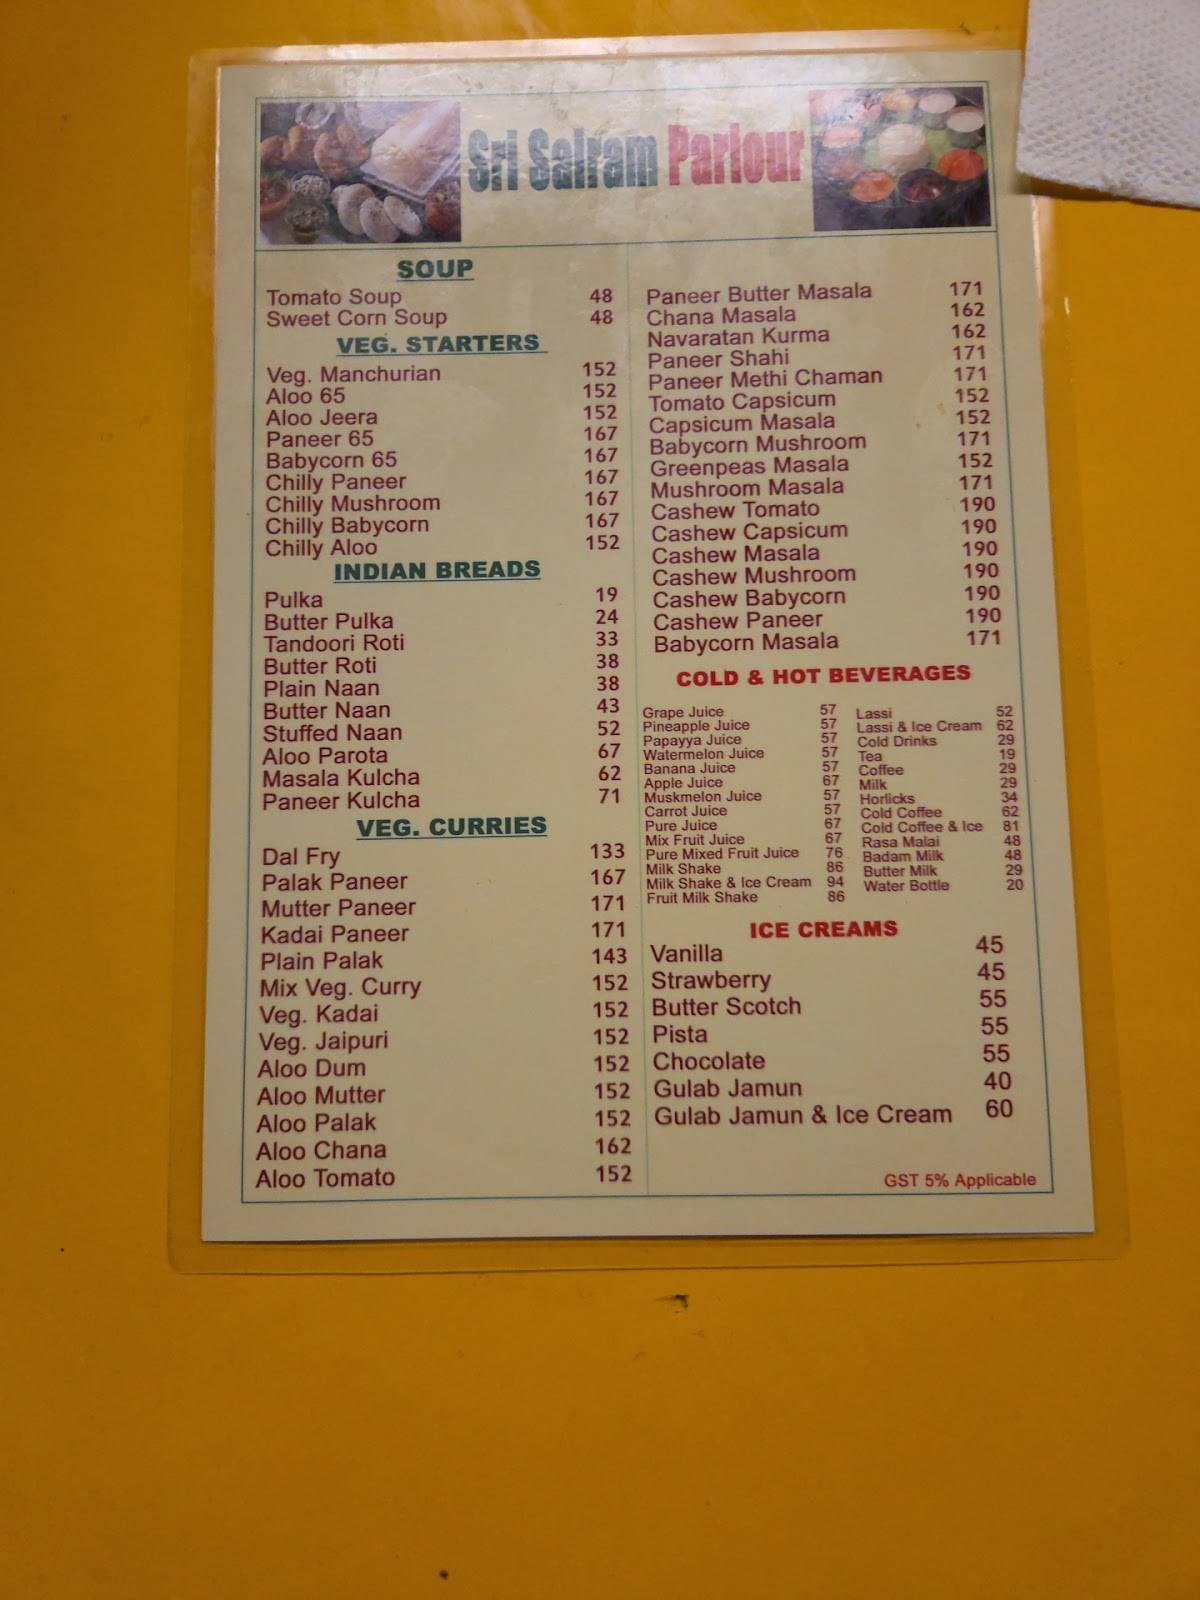 Sri Sairam Parlour
SOUP
Tomato Soup 48
Sweet Corn Soup 48
VEG. STARTERS
Veg. Manchurian 152
Aloo 65 152
Aloo Jeera 152
Paneer 65 167
Babycorn 65 167
Chilly Paneer 167
Chilly Mushroom 167
Chilly Babycorn 167
Chilly Aloo 152
INDIAN BREADS
Pulka 19
Butter Pulka 24
Tandoori Roti 33
Butter Roti 38
Plain Naan 38
Butter Naan 43
Stuffed Naan 52
Aloo Parota 67
Masala Kulcha 62
Paneer Kulcha 71
VEG. CURRIES
Dal Fry 133
Palak Paneer 167
Mutter Paneer 171
Kadai Paneer 171
Plain Palak 143
Mix Veg. Curry 152
Veg. Kadai 152
Veg. Jaipuri 152
Aloo Dum 152
Aloo Mutter 152
Aloo Palak 152
Aloo Chana 162
Aloo Tomato 152
Paneer Butter Masala 171
Chana Masala 162
Navaratan Kurma 162
Paneer Shahi 171
Paneer Methi Chaman 171
Tomato Capsicum 152
Capsicum Masala 152
Babycorn Mushroom 171
Greenpeas Masala 152
Mushroom Masala 171
Cashew Tomato 190
Cashew Capsicum 190
Cashew Masala 190
Cashew Mushroom 190
Cashew Babycorn 190
Cashew Paneer 190
Babycorn Masala 171
COLD & HOT BEVERAGES
Grape Juice 57
Pineapple Juice 57
Papayya Juice 57
Watermelon Juice 57
Banana Juice 57
Apple Juice 67
Muskmelon Juice 57
Carrot Juice 57
Pure Juice 67
Mix Fruit Juice 67
Pure Mixed Fruit Juice 76
Milk Shake 86
Milk Shake & Ice Cream 94
Fruit Milk Shake 86
Lassi 52
Lassi & Ice Cream 62
Cold Drinks 29
Tea 19
Coffee 29
Milk 29
Horlicks 34
Cold Coffee 62
Cold Coffee & Ice 81
Rasa Malai 48
Badam Milk 48
Butter Milk 29
Water Bottle 20
ICE CREAMS
Vanilla 45
Strawberry 45
Butter Scotch 55
Pista 55
Chocolate 55
Gulab Jamun 40
Gulab Jamun & Ice Cream 60
GST 5% Applicable